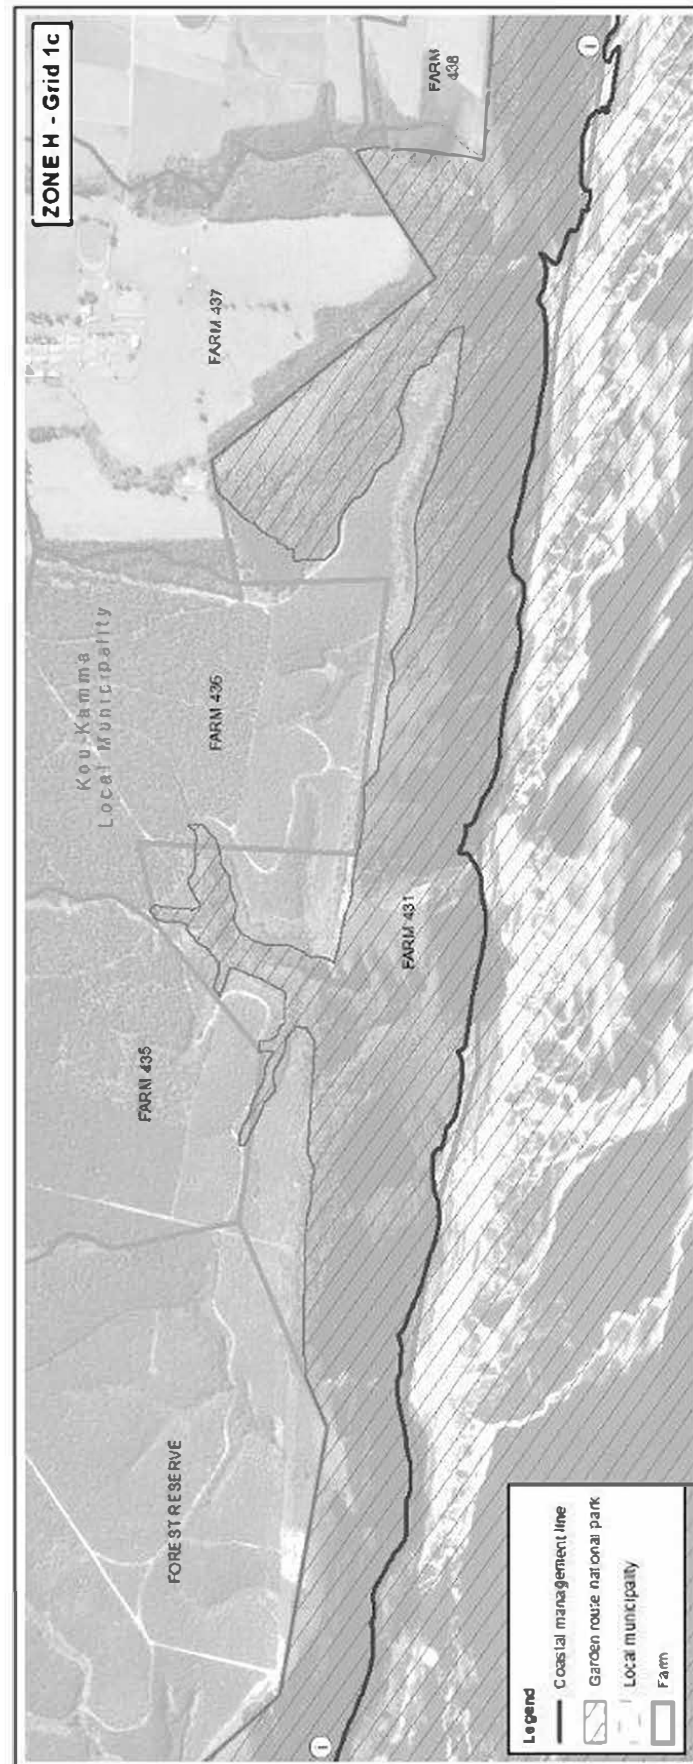 ZONE H - Grid 1c
FARM
438
FARM 437
Kou-Kamma
Local Municipality
FARM 436
FARM 431
FARM 435
FOREST RESERVE
i
i
Legend
Coastal management line
Garden route national park
Local municipality
Farm